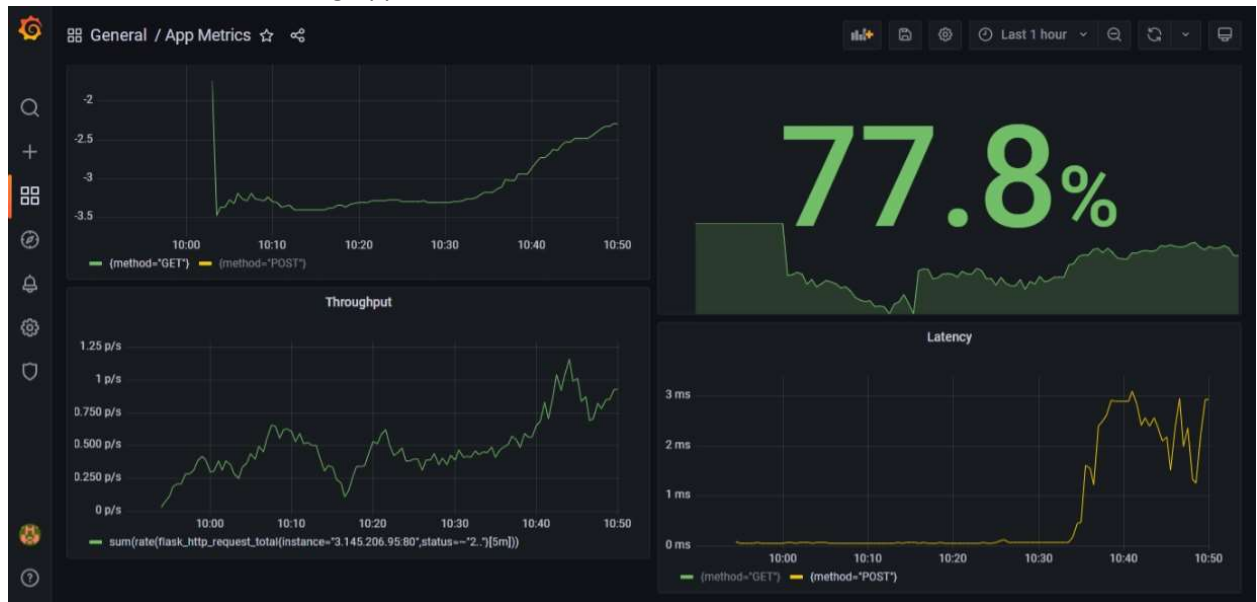 General / App Metrics
Last 1 hour
-2
-2.5
-3
-3.5
10:00 10:10 10:20 10:30 10:40 10:50
{method="GET"} {method="POST"}
77.8%
Throughput
1.25 p/s
1 p/s
0.750 p/s
0.500 p/s
0.250 p/s
0 p/s
10:00 10:10 10:20 10:30 10:40 10:50
sum(rate(flask_http_request_total{instance="3.145.206.95:80",status=~"2.."}[5m]))
Latency
3 ms
2 ms
1 ms
0 ms
10:00 10:10 10:20 10:30 10:40 10:50
{method="GET"} {method="POST"}